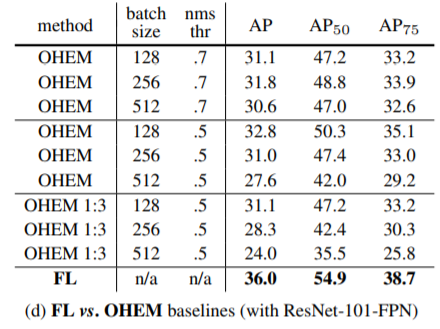 method batch size nms thr AP AP50 AP75
OHEM 128 .7 31.1 47.2 33.2
OHEM 256 .7 31.8 48.8 33.9
OHEM 512 .7 30.6 47.0 32.6
OHEM 128 .5 32.8 50.3 35.1
OHEM 256 .5 31.0 47.4 33.0
OHEM 512 .5 27.6 42.0 29.2
OHEM 1:3 128 .5 31.1 47.2 33.2
OHEM 1:3 256 .5 28.3 42.4 30.3
OHEM 1:3 512 .5 24.0 35.5 25.8
FL n/a n/a 36.0 54.9 38.7
(d) FL vs. OHEM baselines (with ResNet-101-FPN)